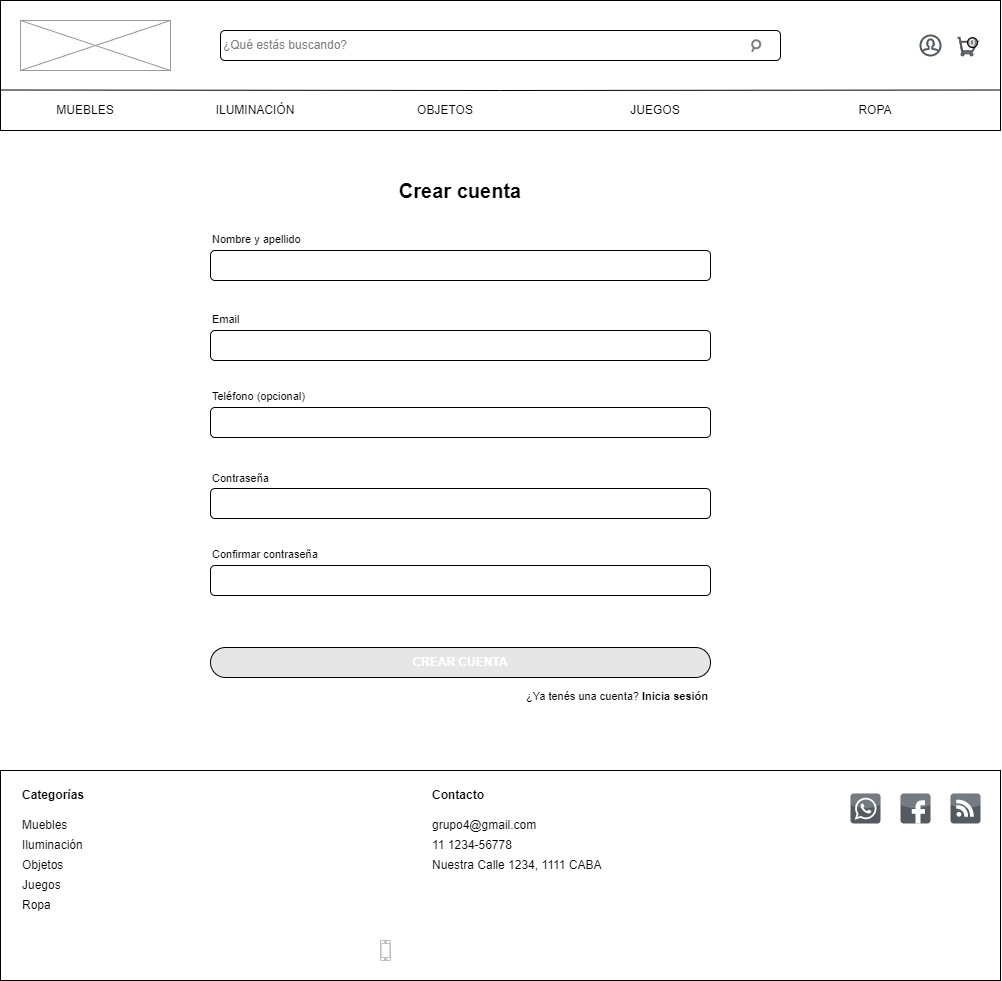 ¿Qué estás buscando?
MUEBLES ILUMINACIÓN OBJETOS JUEGOS ROPA
Crear cuenta
Nombre y apellido
Email
Teléfono (opcional)
Contraseña
Confirmar contraseña
CREAR CUENTA
¿Ya tenés una cuenta? Inicia sesión
Categorías
Muebles
Iluminación
Objetos
Juegos
Ropa
Contacto
grupo4@gmail.com
11 1234-56778
Nuestra Calle 1234, 1111 CABA